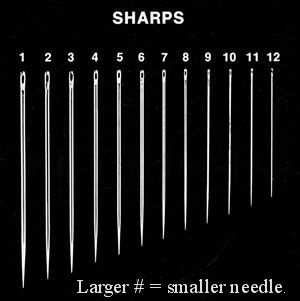 SHARPS
1 2 3 4 5 6 7 8 9 10 11 12
Larger # = smaller needle.